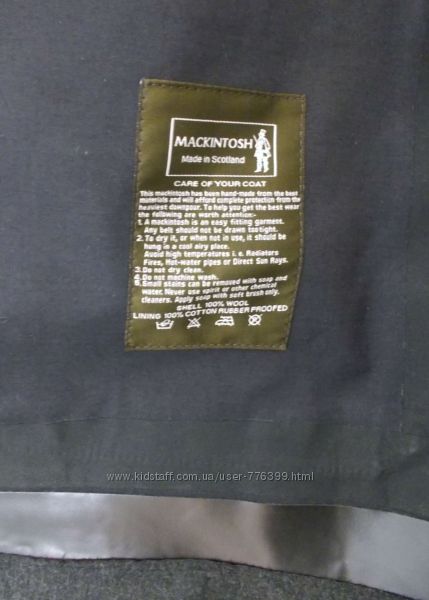 MACKINTOSH
Made in Scotland
CARE OF YOUR COAT
This mackintosh has been hand-made from the best
materials and will afford complete protection from the
heaviest downpour. To help you get the best wear
the following are worth attention:-
1. A mackintosh is an easy fitting garment.
Any belt should not be drawn too tight.
2. To dry it, or when not in use, it should be
hung in a cool airy place.
Avoid high temperatures i. e. Radiators
Fires, Hot-water pipes or Direct Sun Rays.
3. Do not dry clean.
4. Do not machine wash.
5. Small stains can be removed with soap and
water. Never use spirit or other chemical
cleaners. Apply soap with soft brush only.
SHELL 100% WOOL
LINING 100% COTTON RUBBER PROOFED
www.kidstaff.com.ua/user-776399.html